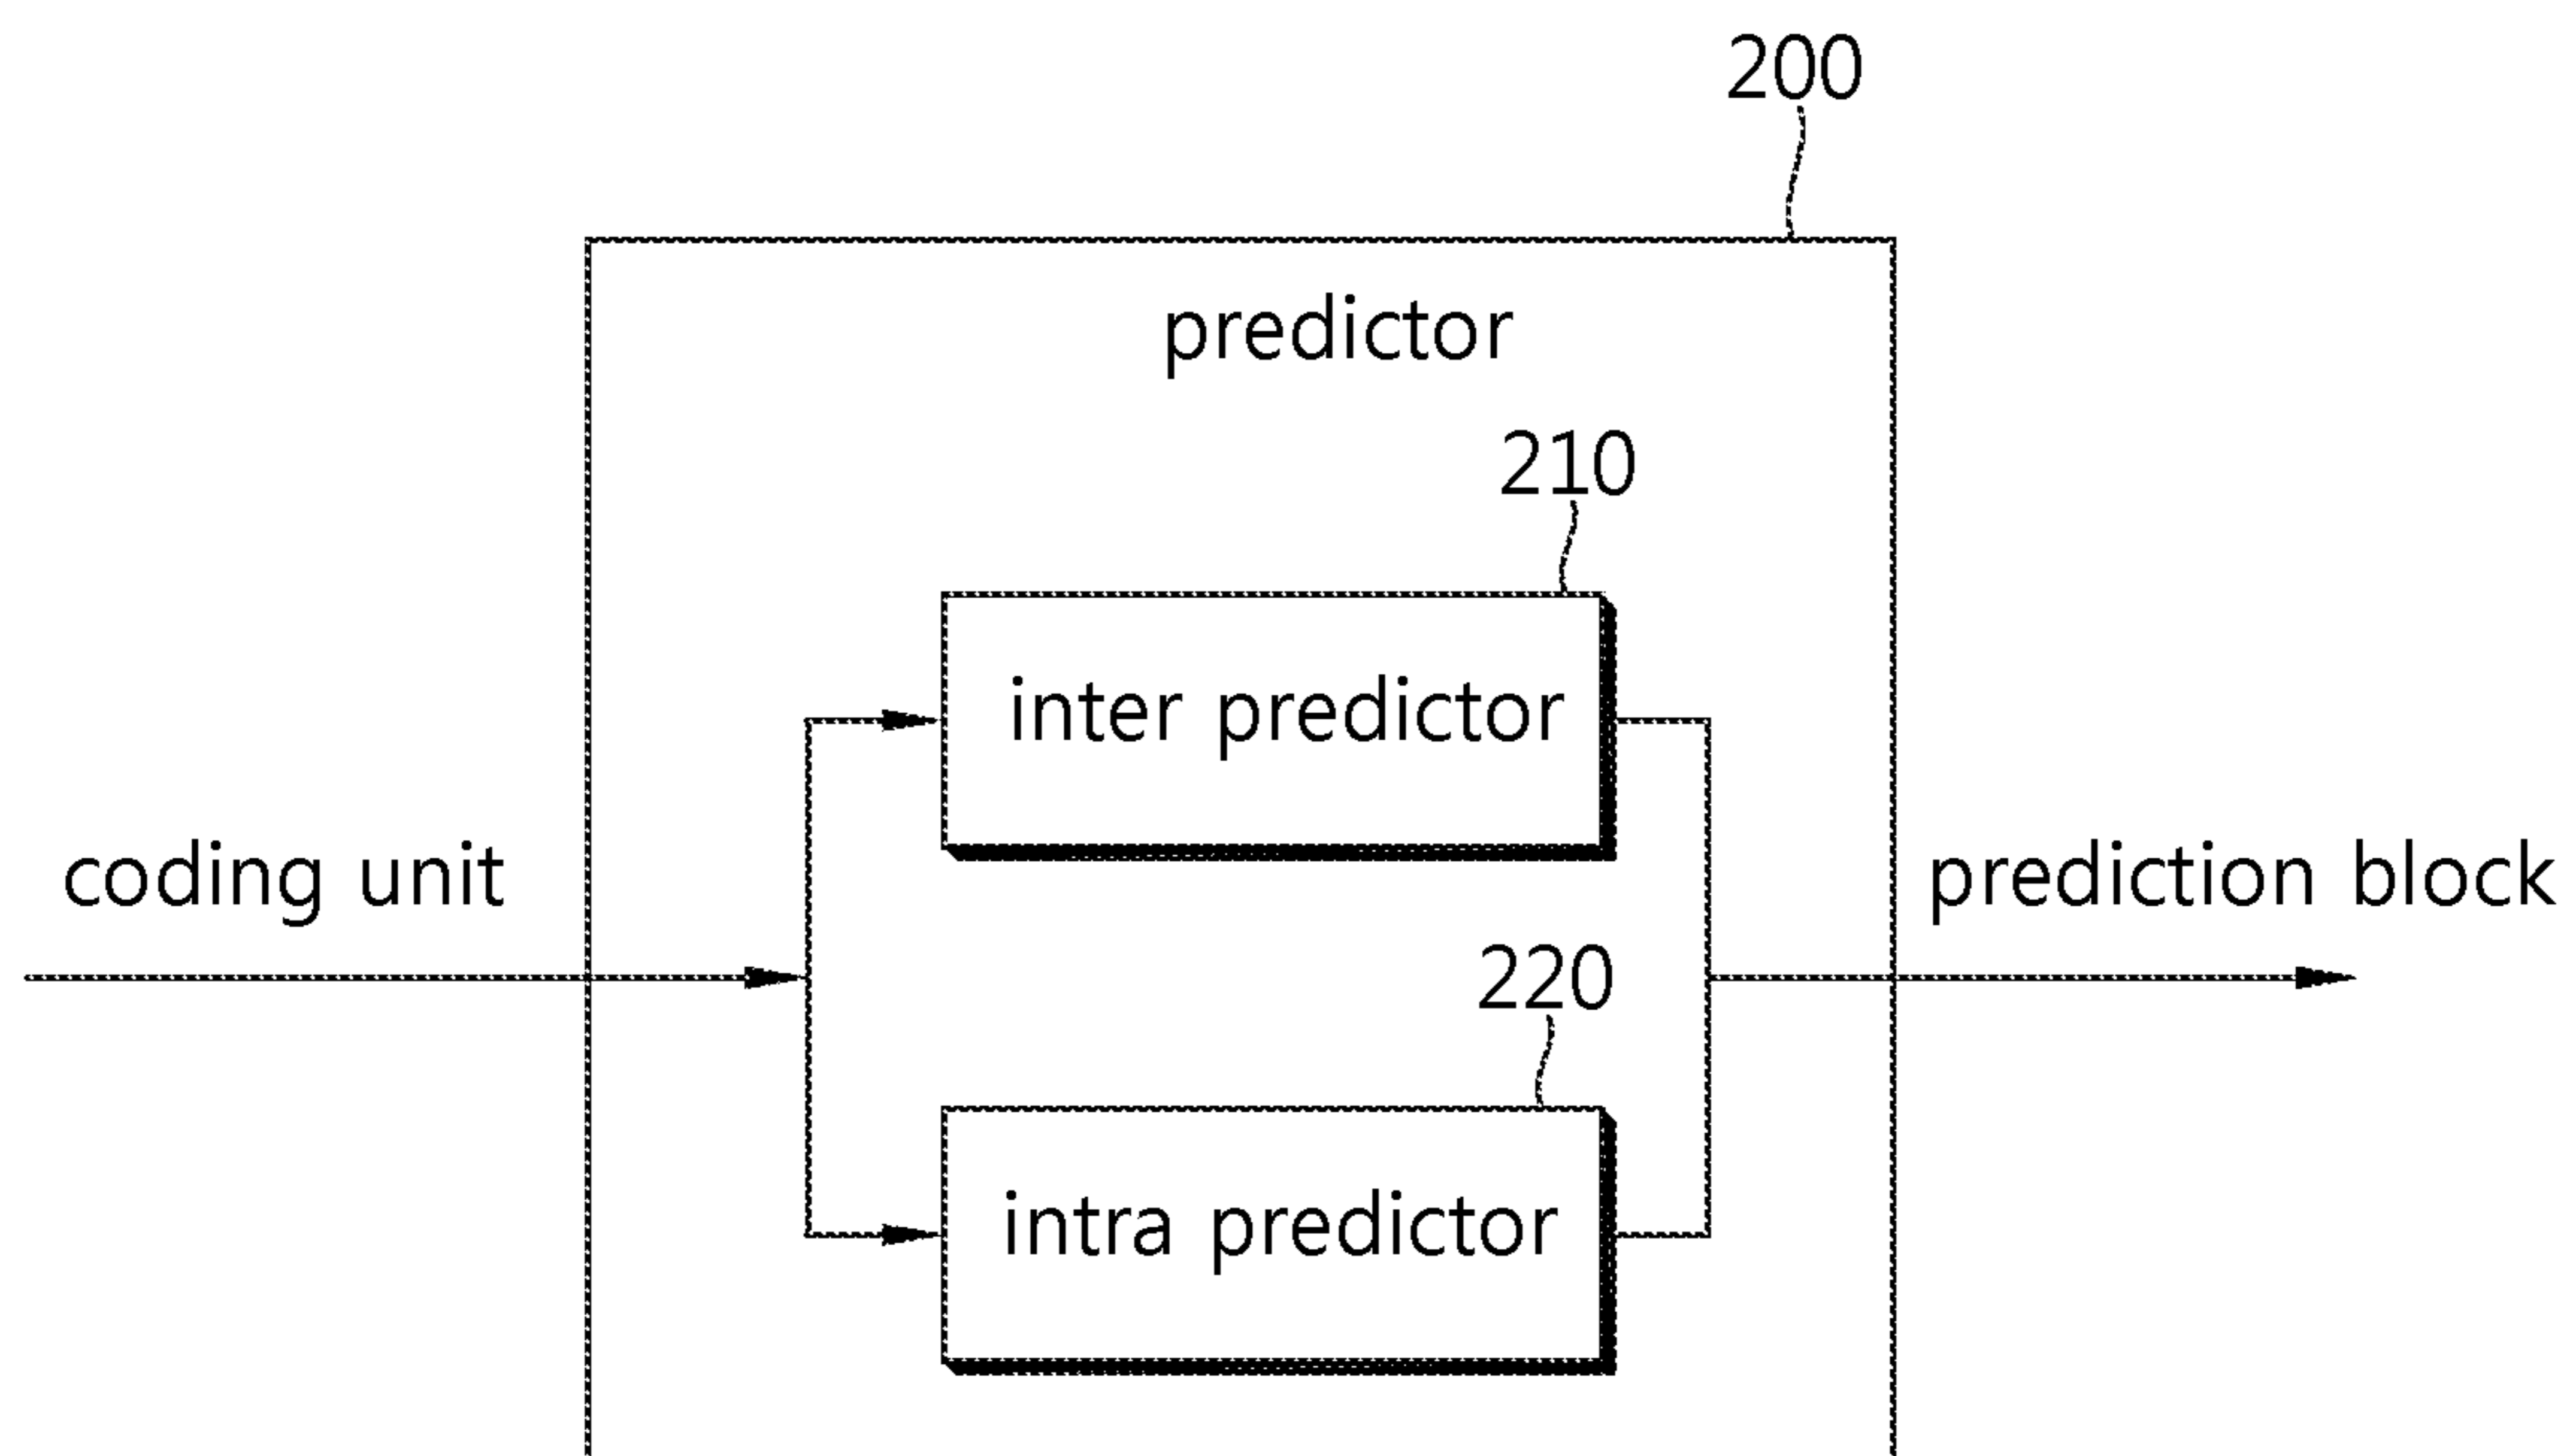 200
predictor
210
inter predictor
coding unit
prediction block
220
intra predictor